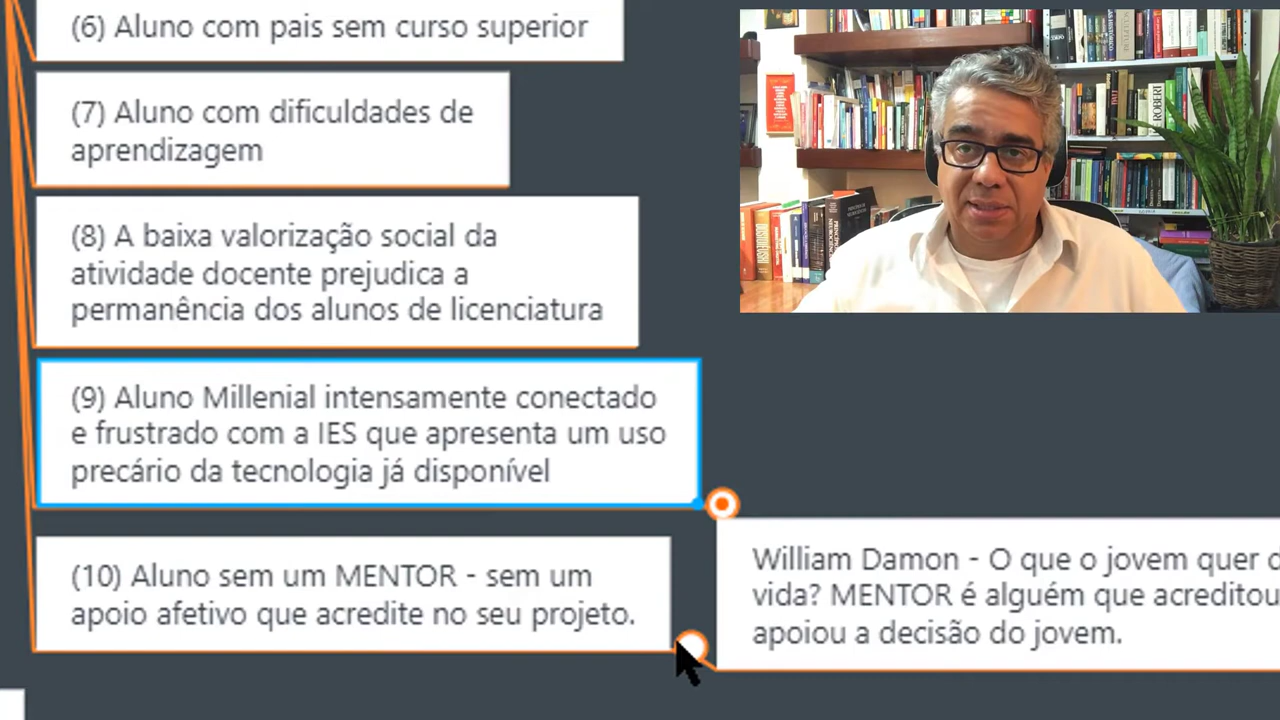 (6) Aluno com pais sem curso superior
(7) Aluno com dificuldades de
aprendizagem
(8) A baixa valorização social da
atividade docente prejudica a
permanência dos alunos de licenciatura
(9) Aluno Millenial intensamente conectado
e frustrado com a IES que apresenta um uso
precário da tecnologia já disponível
(10) Aluno sem um MENTOR - sem um
apoio afetivo que acredite no seu projeto.
William Damon - O que o jovem quer d
vida? MENTOR é alguém que acreditou
apoiou a decisão do jovem.